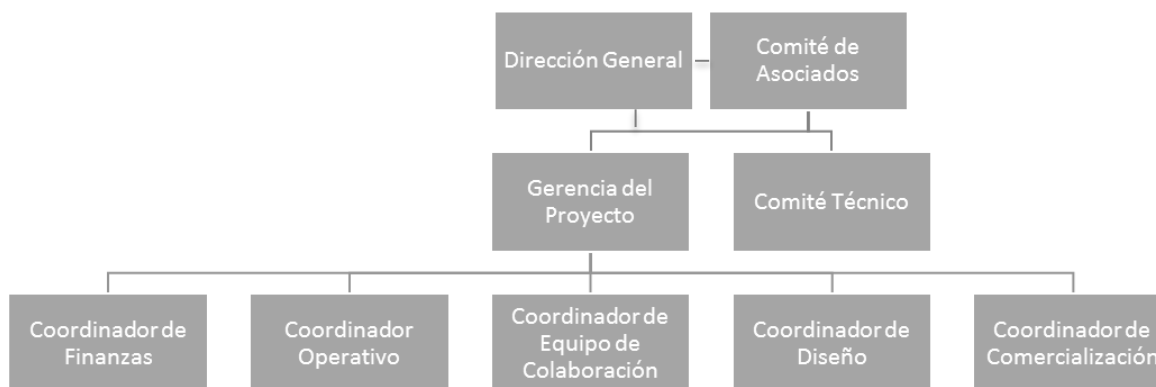 Dirección General
Comité de
Asociados
Gerencia del
Proyecto
Comité Técnico
Coordinador de
Finanzas
Coordinador
Operativo
Coordinador de
Equipo de
Colaboración
Coordinador de
Diseño
Coordinador de
Comercialización